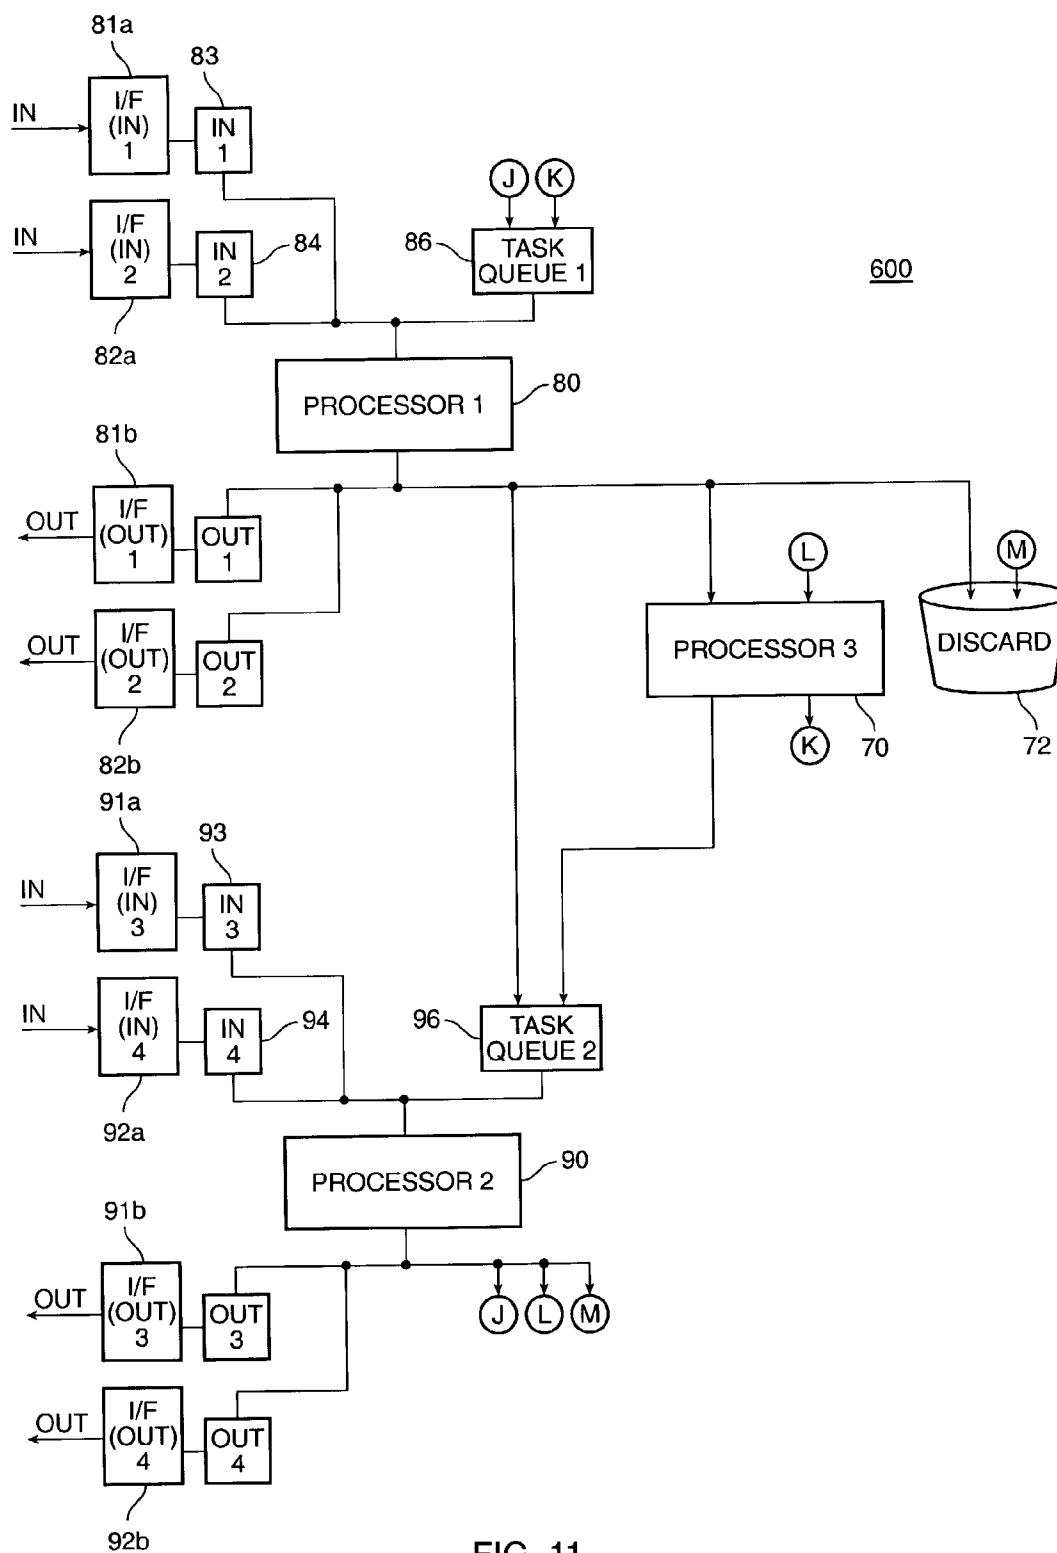 81a
83
IN
I/F
(IN)
1
IN
1
J
K
IN
I/F
(IN)
2
IN
2
84
86
TASK
QUEUE 1
600
82a
PROCESSOR 1
80
81b
OUT
I/F
(OUT)
1
OUT
1
L
M
OUT
I/F
(OUT)
2
OUT
2
PROCESSOR 3
DISCARD
82b
K
70
72
91a
93
IN
I/F
(IN)
3
IN
3
IN
I/F
(IN)
4
IN
4
94
96
TASK
QUEUE 2
92a
PROCESSOR 2
90
91b
OUT
I/F
(OUT)
3
OUT
3
J
L
M
OUT
I/F
(OUT)
4
OUT
4
92b
FIG. 11